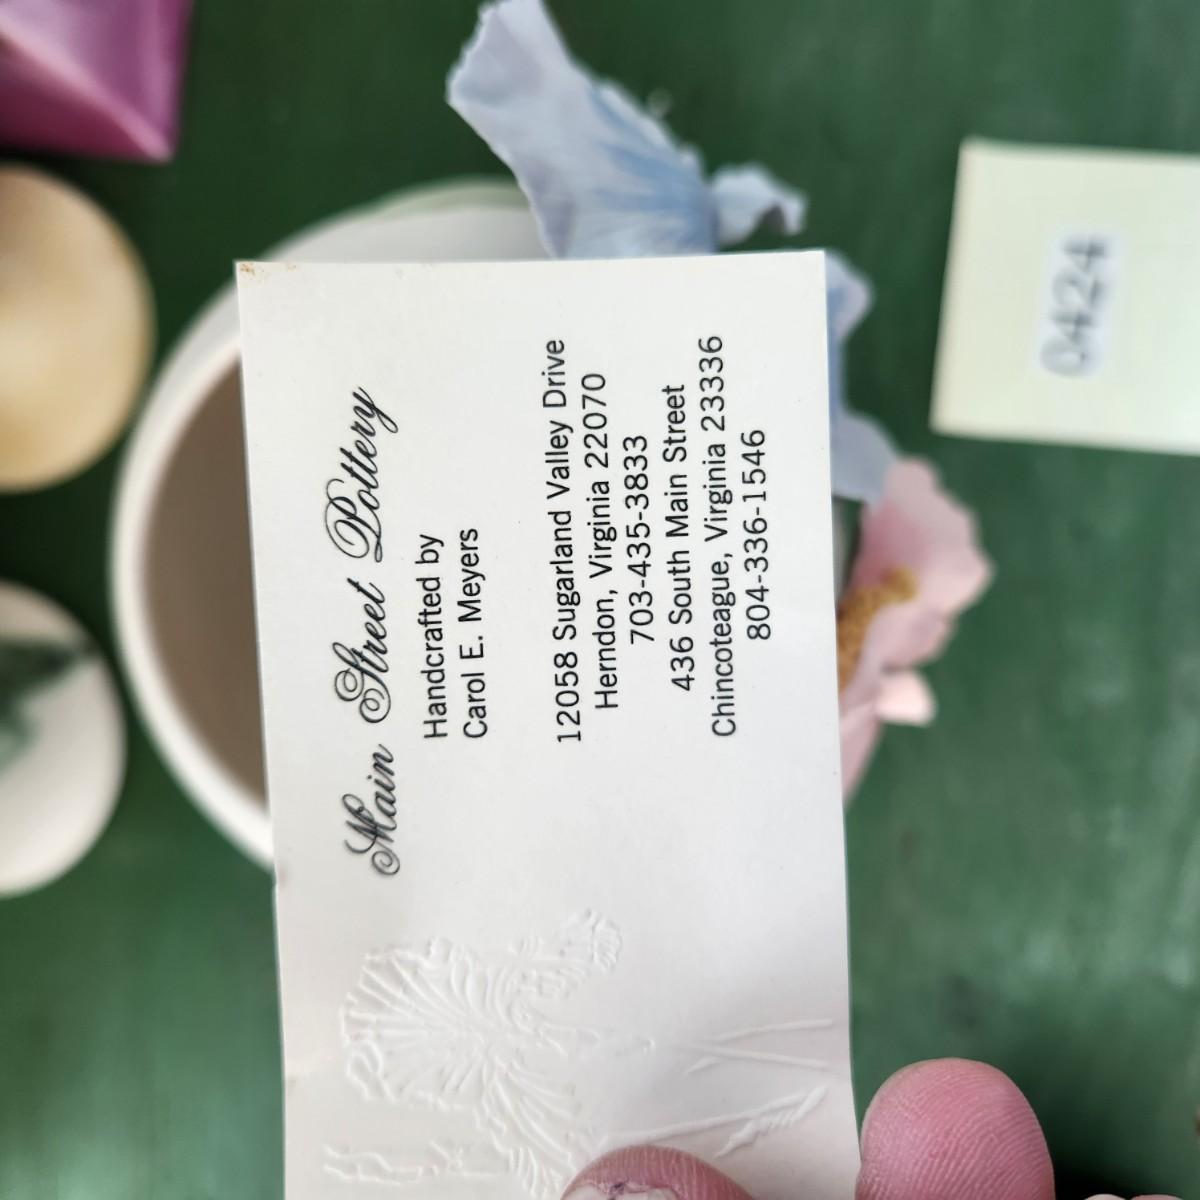 Main Street Pottery
Handcrafted by
Carol E. Meyers
12058 Sugarland Valley Drive
Herndon, Virginia 22070
703-435-3833
436 South Main Street
Chincoteague, Virginia 23336
804-336-1546
0424